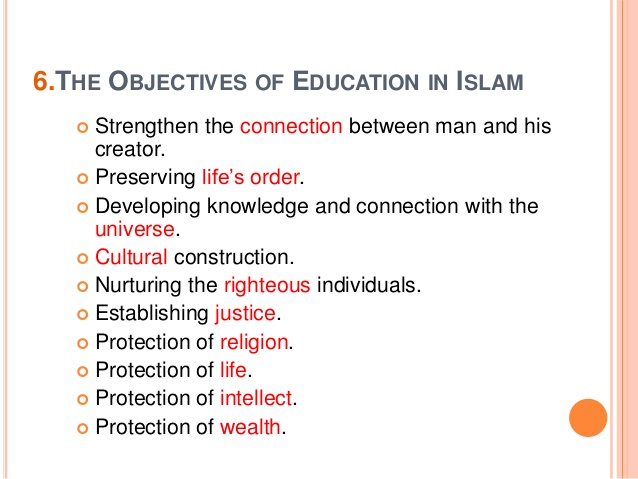 6.The Objectives of Education in Islam
Strengthen the connection between man and his
creator.
Preserving life's order.
Developing knowledge and connection with the
universe.
Cultural construction.
Nurturing the righteous individuals.
Establishing justice.
Protection of religion.
Protection of life.
Protection of intellect.
Protection of wealth.